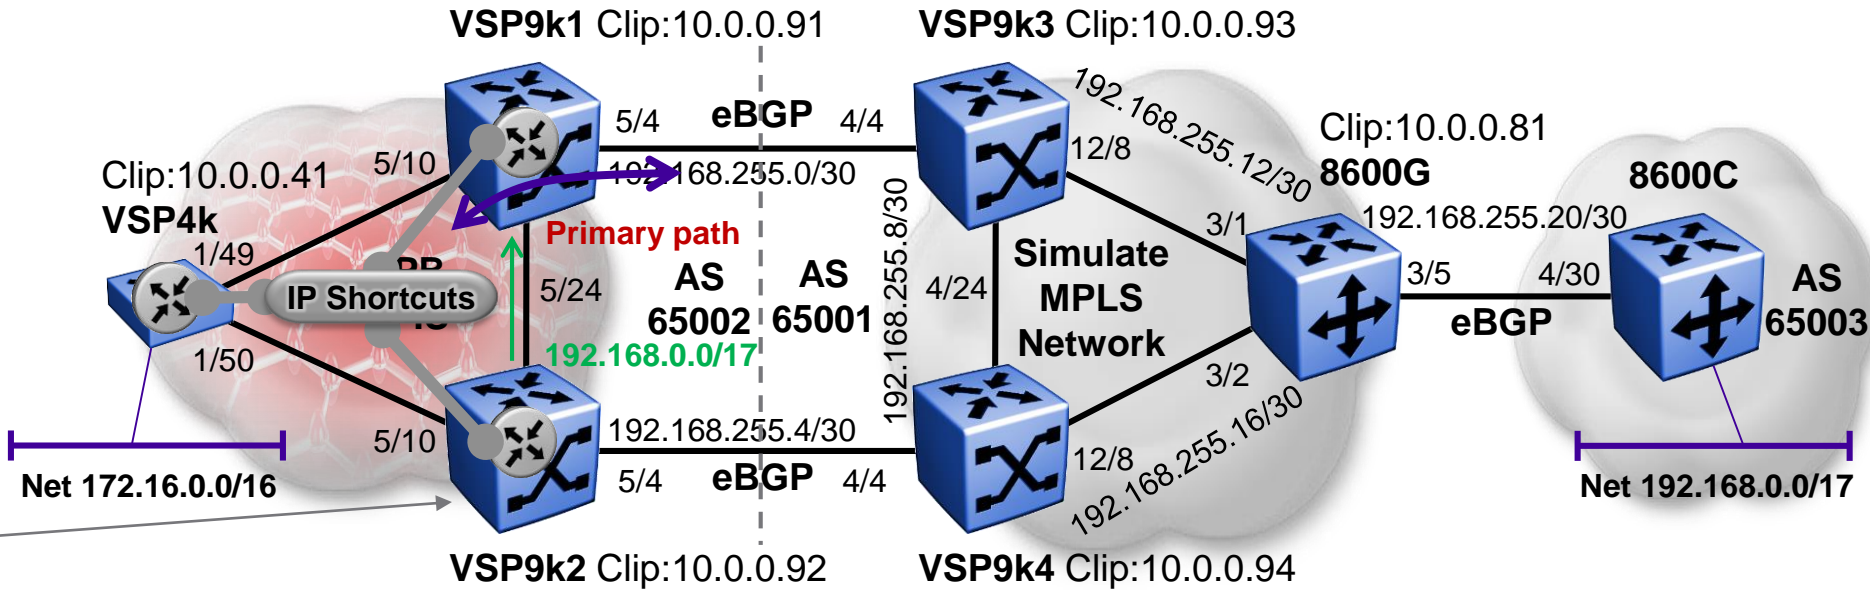 VSP9k1 Clip:10.0.0.91
VSP9k3 Clip:10.0.0.93
5/4 eBGP 4/4
192.168.255.0/30
192.168.255.12/30
12/8
Clip:10.0.0.81
8600G
8600C
Clip:10.0.0.41
VSP4k
5/10
1/49
Primary path
192.168.255.8/30
3/1
192.168.255.20/30
IP Shortcuts
5/24
AS
65002
AS
65001
4/24
Simulate
MPLS
Network
3/5
4/30
eBGP
AS
65003
192.168.0.0/17
1/50
3/2
5/10
192.168.255.4/30
5/4 eBGP 4/4
12/8
192.168.255.16/30
Net 172.16.0.0/16
Net 192.168.0.0/17
VSP9k2 Clip:10.0.0.92
VSP9k4 Clip:10.0.0.94